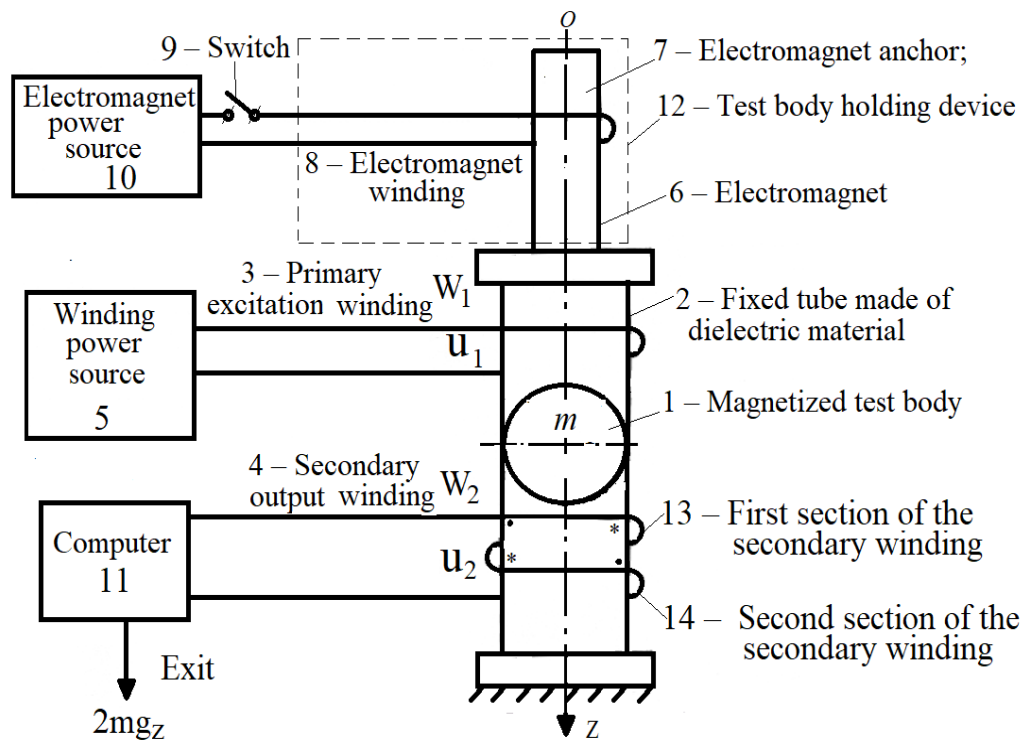 O
9 – Switch
7 – Electromagnet anchor;
Electromagnet
power
source
10
12 – Test body holding device
8 – Electromagnet
winding
6 – Electromagnet
3 – Primary
excitation winding
W1
2 – Fixed tube made of
dielectric material
Winding
power
source
5
u1
1 – Magnetized test body
m
4 – Secondary
output winding
W2
13 – First section of the
secondary winding
Computer
11
u2
• *
* •
14 – Second section of the
secondary winding
Exit
2mgz
z